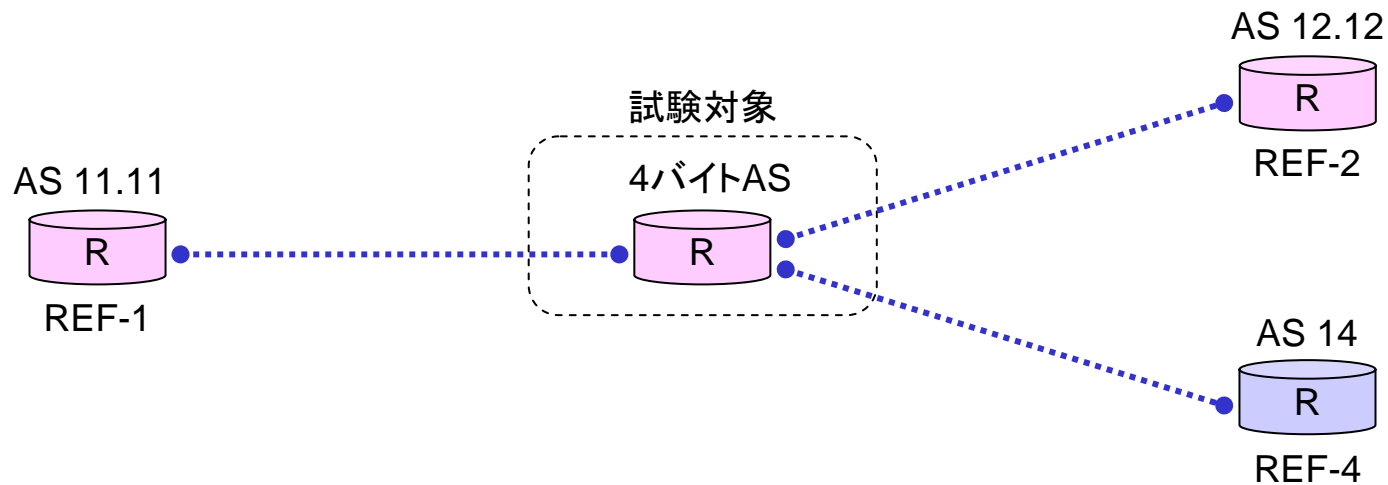 AS 12.12
R
REF-2
試験対象
4バイトAS
R
AS 11.11
R
REF-1
AS 14
R
REF-4